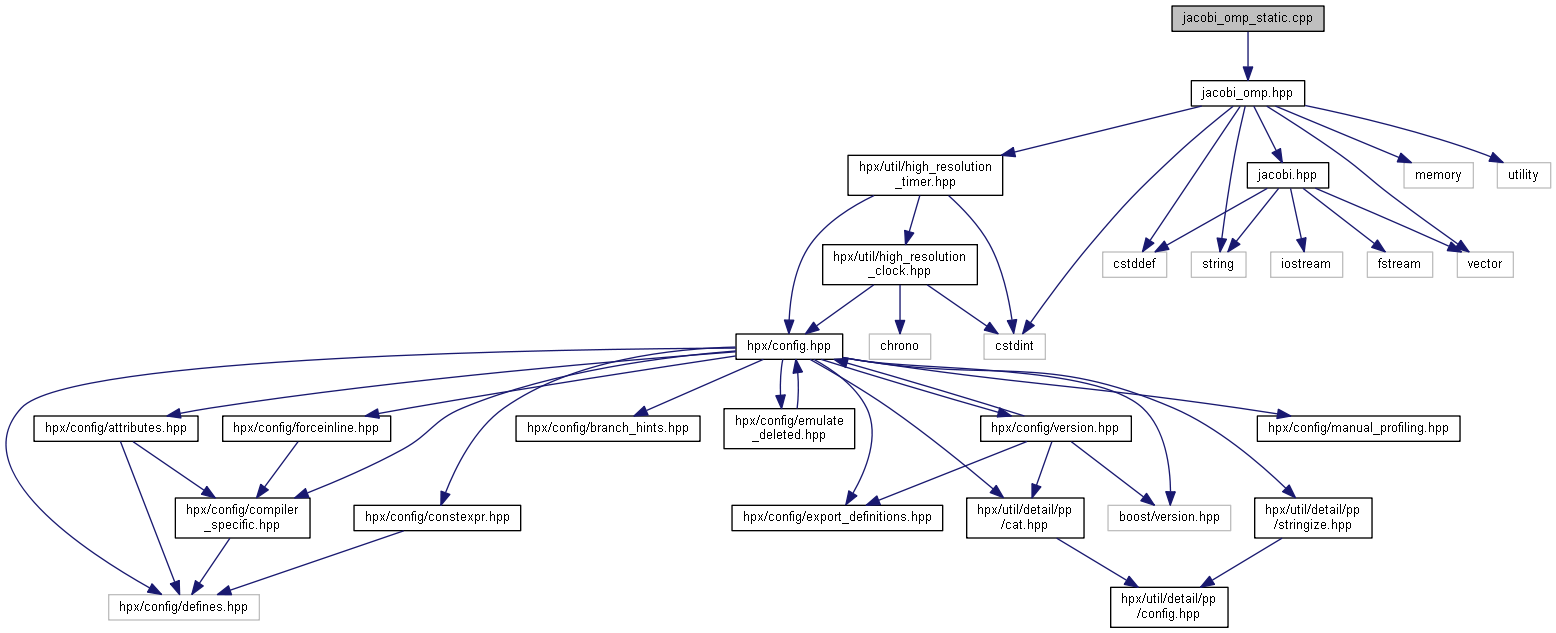 jacobi_omp_static.cpp
jacobi_omp.hpp
hpx/util/high_resolution
_timer.hpp
jacobi.hpp
memory
utility
hpx/util/high_resolution
_clock.hpp
cstddef
string
iostream
fstream
vector
hpx/config.hpp
chrono
cstdint
hpx/config/attributes.hpp
hpx/config/forceinline.hpp
hpx/config/branch_hints.hpp
hpx/config/emulate
_deleted.hpp
hpx/config/version.hpp
hpx/config/manual_profiling.hpp
hpx/config/compiler
_specific.hpp
hpx/config/constexpr.hpp
hpx/config/export_definitions.hpp
hpx/util/detail/pp
/cat.hpp
boost/version.hpp
hpx/util/detail/pp
/stringize.hpp
hpx/config/defines.hpp
hpx/util/detail/pp
/config.hpp